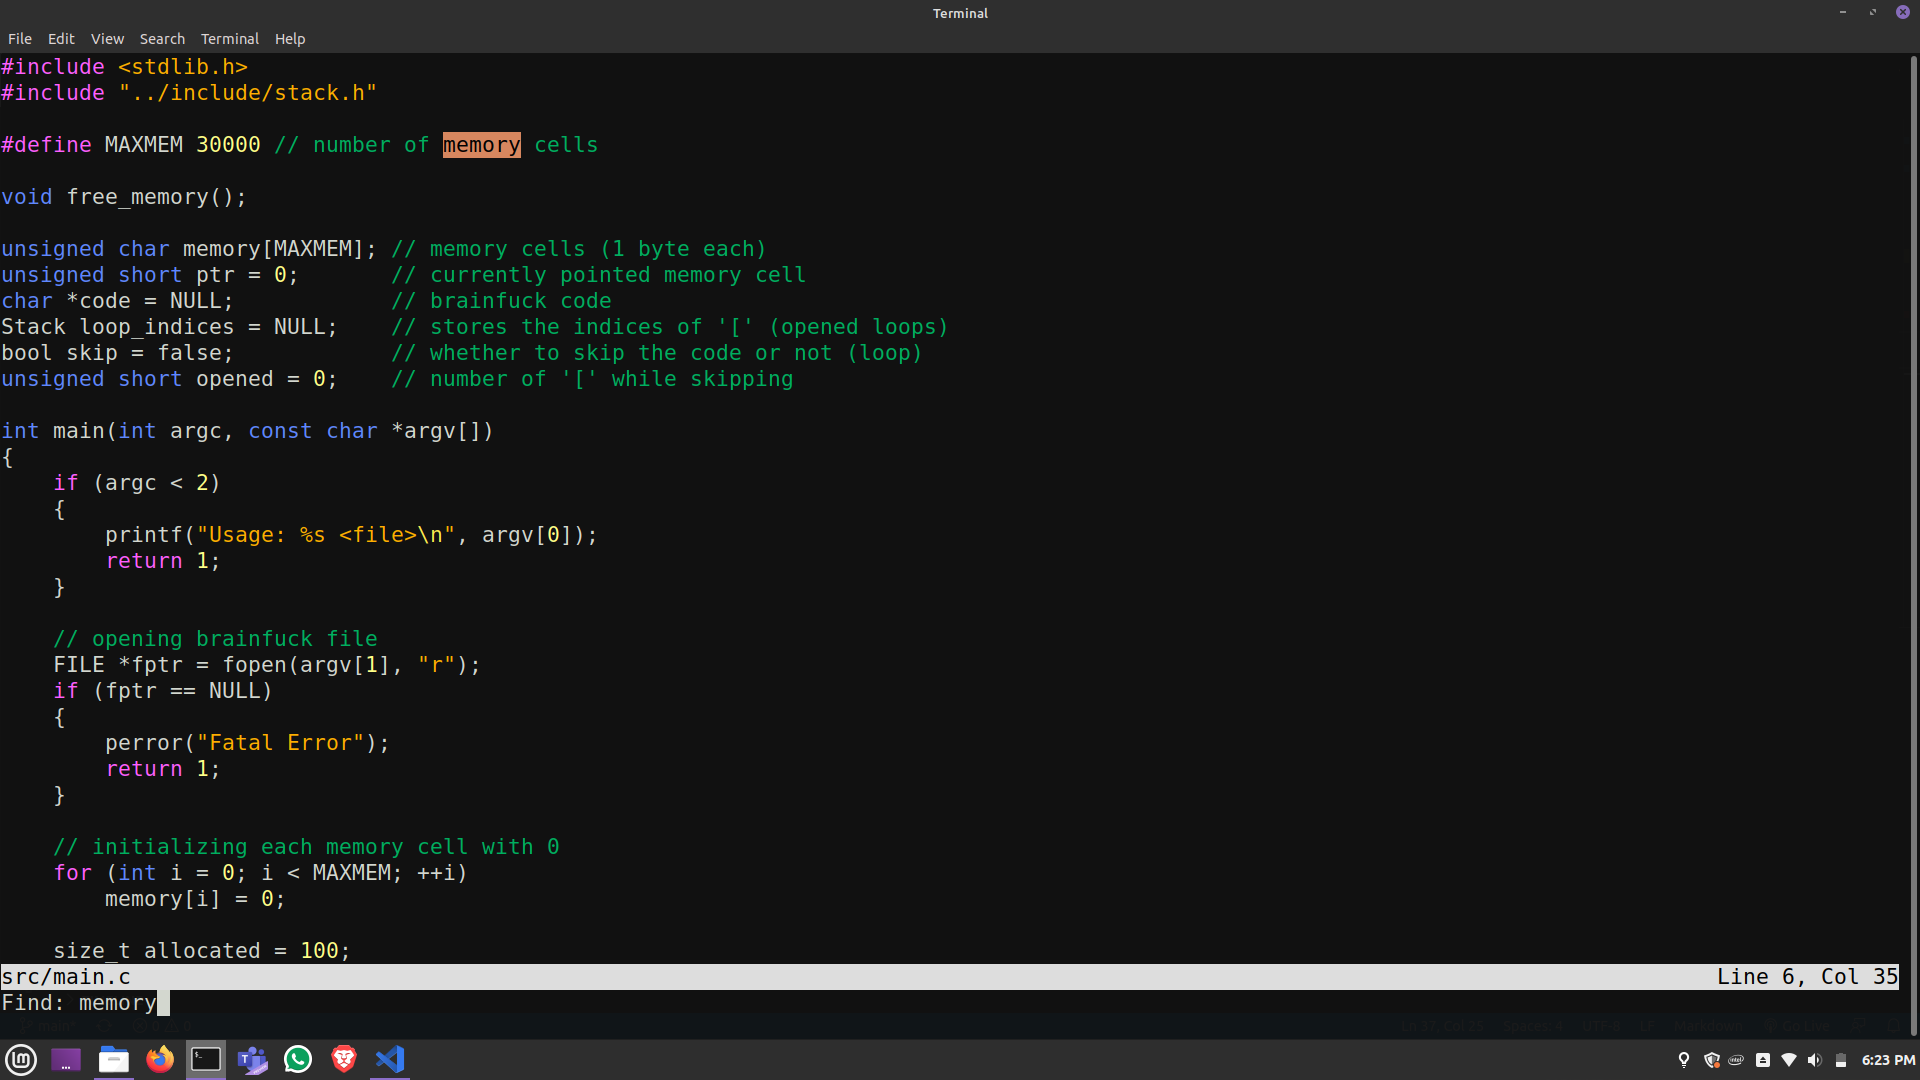 Terminal
File Edit View Search Terminal Help
#include <stdlib.h>
#include "../include/stack.h"
#define MAXMEM 30000 // number of memory cells
void free_memory();
unsigned char memory[MAXMEM]; // memory cells (1 byte each)
unsigned short ptr = 0;       // currently pointed memory cell
char *code = NULL;            // brainfuck code
Stack loop_indices = NULL;    // stores the indices of '[' (opened loops)
bool skip = false;            // whether to skip the code or not (loop)
unsigned short opened = 0;    // number of '[' while skipping
int main(int argc, const char *argv[])
{
    if (argc < 2)
    {
        printf("Usage: %s <file>\n", argv[0]);
        return 1;
    }
    // opening brainfuck file
    FILE *fptr = fopen(argv[1], "r");
    if (fptr == NULL)
    {
        perror("Fatal Error");
        return 1;
    }
    // initializing each memory cell with 0
    for (int i = 0; i < MAXMEM; ++i)
        memory[i] = 0;
    size_t allocated = 100;
src/main.c Line 6, Col 35
Find: memory
6:23 PM